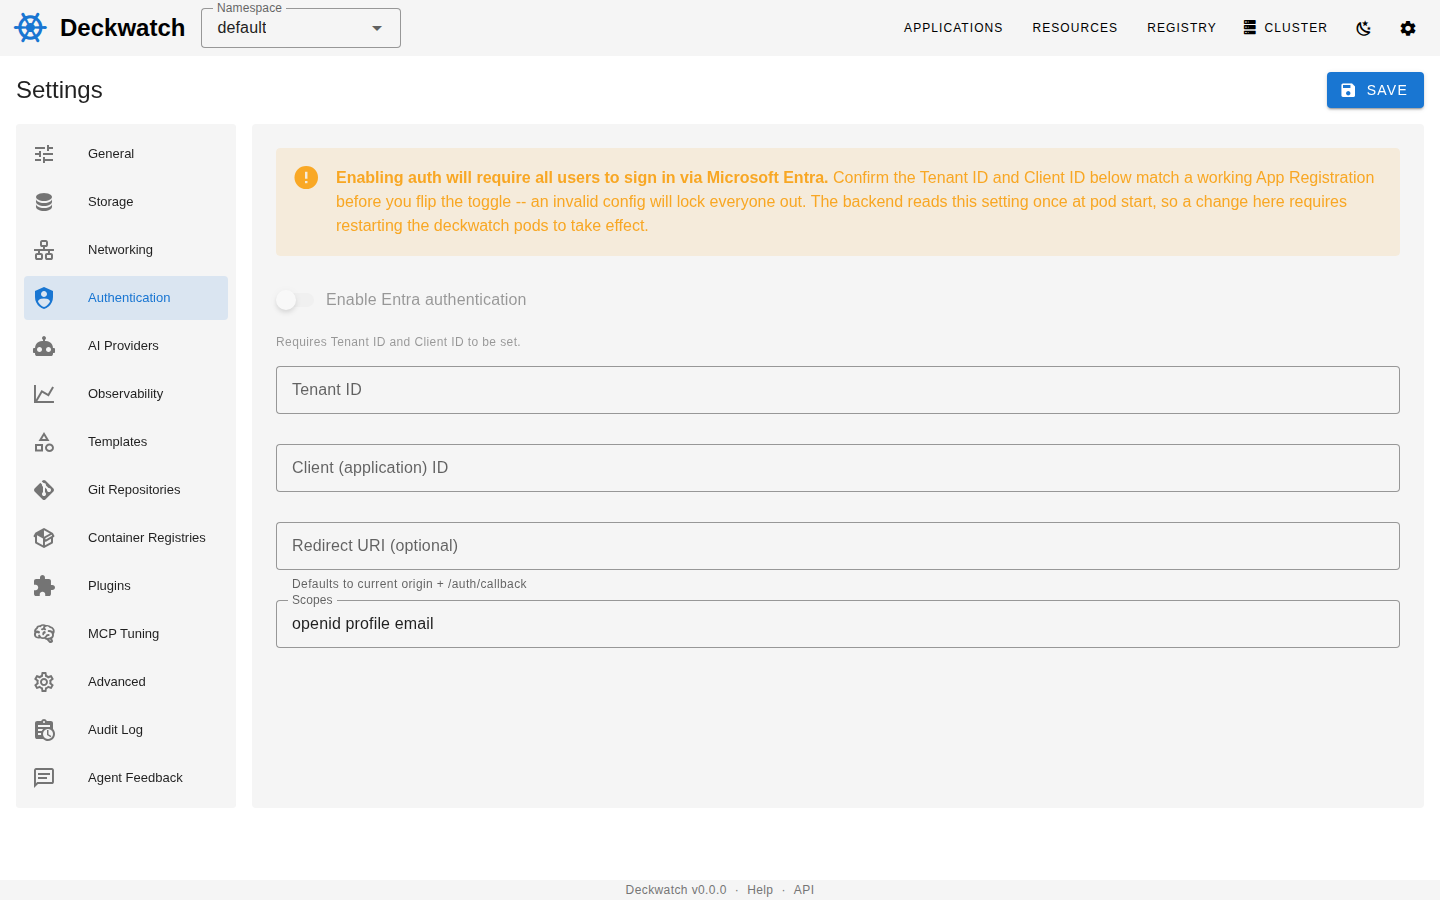 Deckwatch
Namespace
default
APPLICATIONS
RESOURCES
REGISTRY
CLUSTER
Settings
SAVE
General
Storage
Networking
Authentication
AI Providers
Observability
Templates
Git Repositories
Container Registries
Plugins
MCP Tuning
Advanced
Audit Log
Agent Feedback
Enabling auth will require all users to sign in via Microsoft Entra. Confirm the Tenant ID and Client ID below match a working App Registration
before you flip the toggle -- an invalid config will lock everyone out. The backend reads this setting once at pod start, so a change here requires
restarting the deckwatch pods to take effect.
Enable Entra authentication
Requires Tenant ID and Client ID to be set.
Tenant ID
Client (application) ID
Redirect URI (optional)
Defaults to current origin + /auth/callback
Scopes
openid profile email
Deckwatch v0.0.0 · Help · API